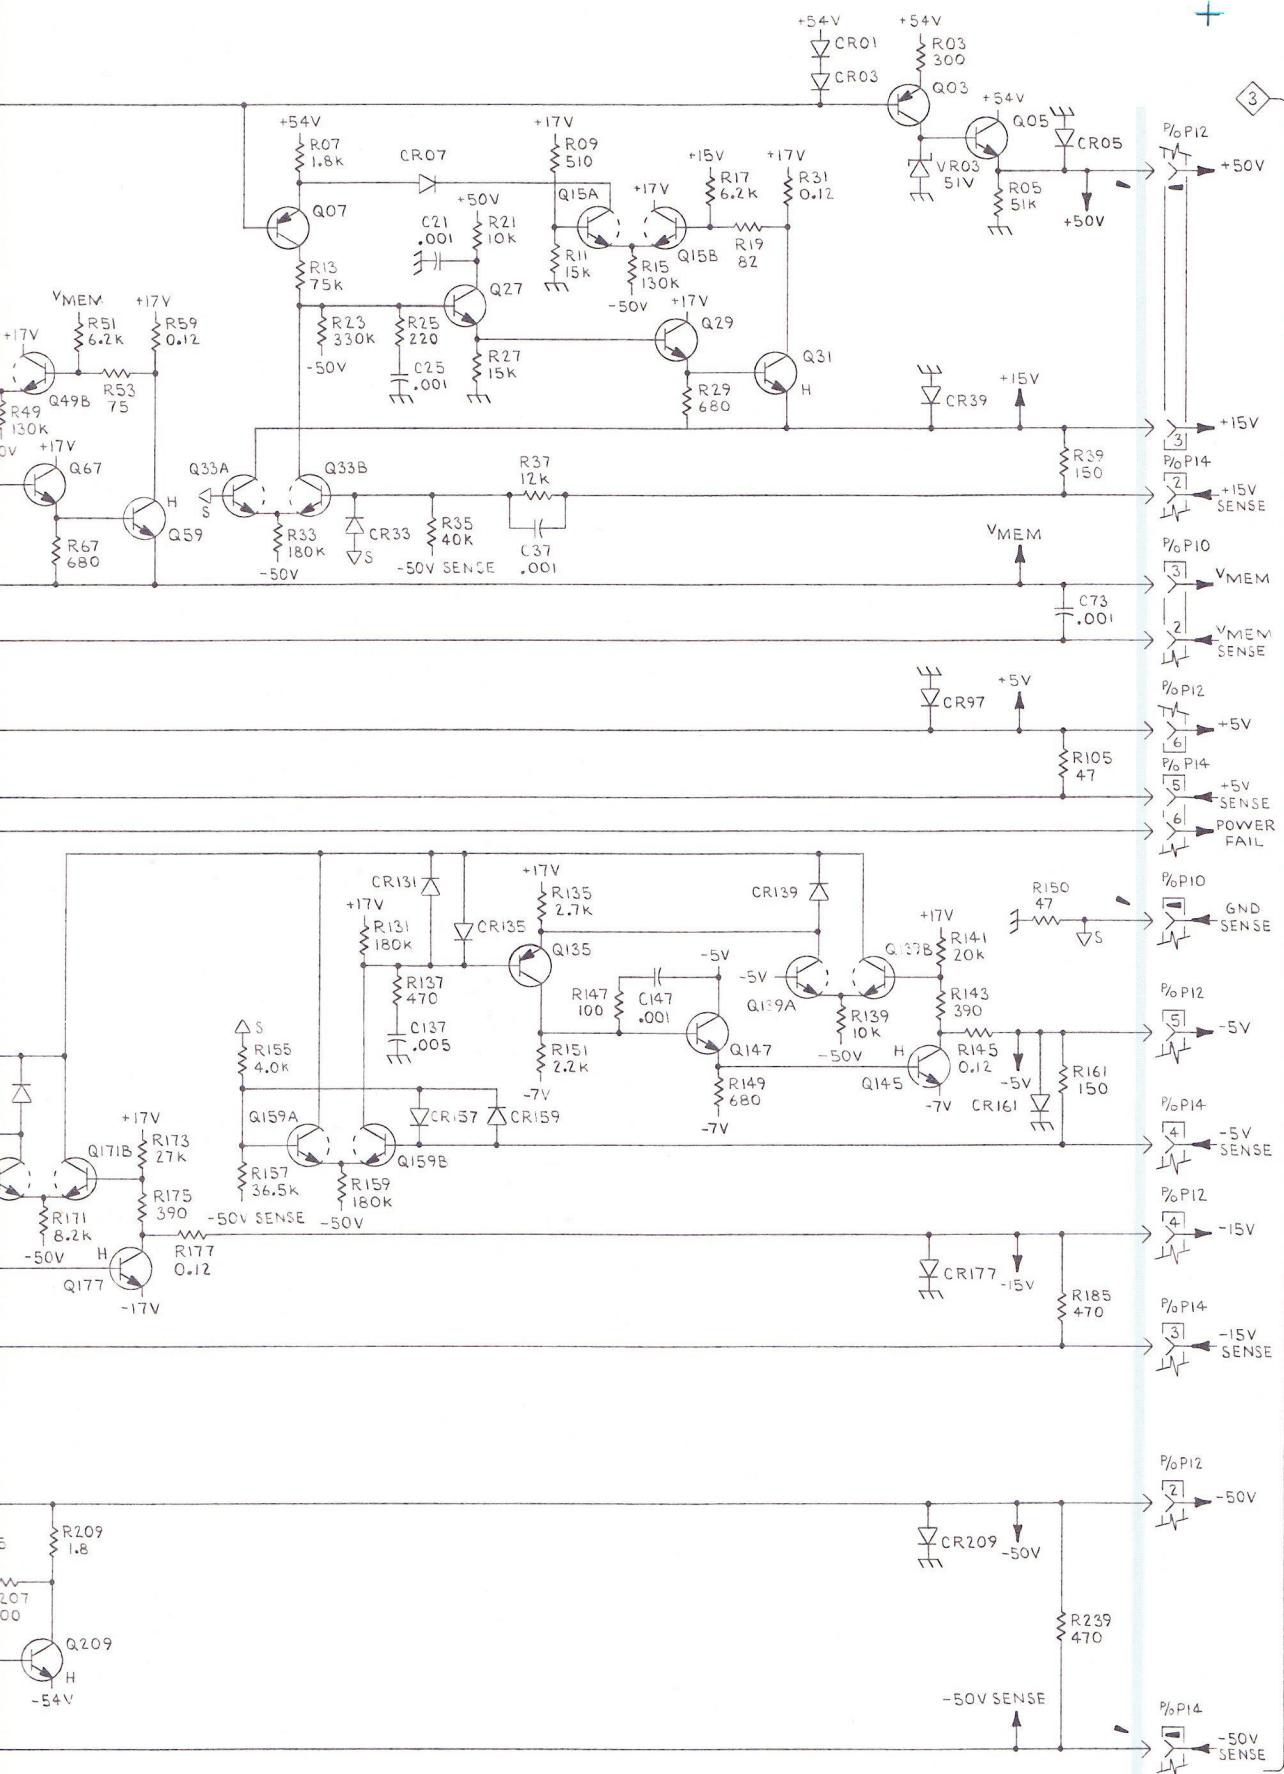 +54V
+54V
CR01
R03
300
CR03
Q03
3
+54V
+17V
+54V
Q05
CR05
P/o P12
+50V
R07
1.8K
CR07
R09
510
+15V
+17V
VR03
51V
R17
6.2K
R31
0.12
Q15A
+17V
+50V
R05
51K
+50V
Q07
C21
.001
R21
10K
R19
82
R11
15K
R15
130K
Q15B
R13
75K
-50V
+17V
Q27
VMEM
+17V
Q29
+17V
R51
6.2K
R59
0.12
R23
330K
R25
220
-50V
R27
15K
C25
.001
Q31
H
R53
75
Q49B
R29
680
CR39
+15V
R49
130K
+15V
3
+17V
Q67
Q33A
Q33B
R37
12K
R39
150
P/o P14
2
+15V
SENSE
S
H
Q59
R33
180K
CR33
R35
40K
R67
680
S
C37
.001
-50V
-50V SENSE
VMEM
P/o P10
3
VMEM
C73
.001
2
VMEM
SENSE
CR97
+5V
P/o P12
+5V
6
R105
47
P/o P14
5
+5V
SENSE
6
POWER
FAIL
+17V
CR131
R135
2.7K
CR139
R150
47
P/o P10
GND
SENSE
S
+17V
R131
180K
CR135
+17V
R141
20K
Q135
Q139B
-5V
-5V
R137
470
R147
100
C147
.001
Q139A
R143
390
P/o P12
5
-5V
R139
10K
S
C137
.005
R155
4.0K
R151
2.2K
Q147
-50V
H
R145
0.12
Q145
-7V
R149
680
-5V
R161
150
-7V
CR161
-7V
Q159A
CR157
CR159
P/o P14
4
-5V
SENSE
+17V
Q171B
R173
27K
R157
36.5K
Q159B
R159
180K
R175
390
P/o P12
4
-15V
R171
8.2K
-50V SENSE
-50V
-50V
H
R177
0.12
Q177
CR177
-15V
-17V
R185
470
P/o P14
3
-15V
SENSE
P/o P12
2
-50V
R209
1.8
CR209
-50V
Q209
H
R239
470
-54V
-50V SENSE
P/o P14
-50V
SENSE